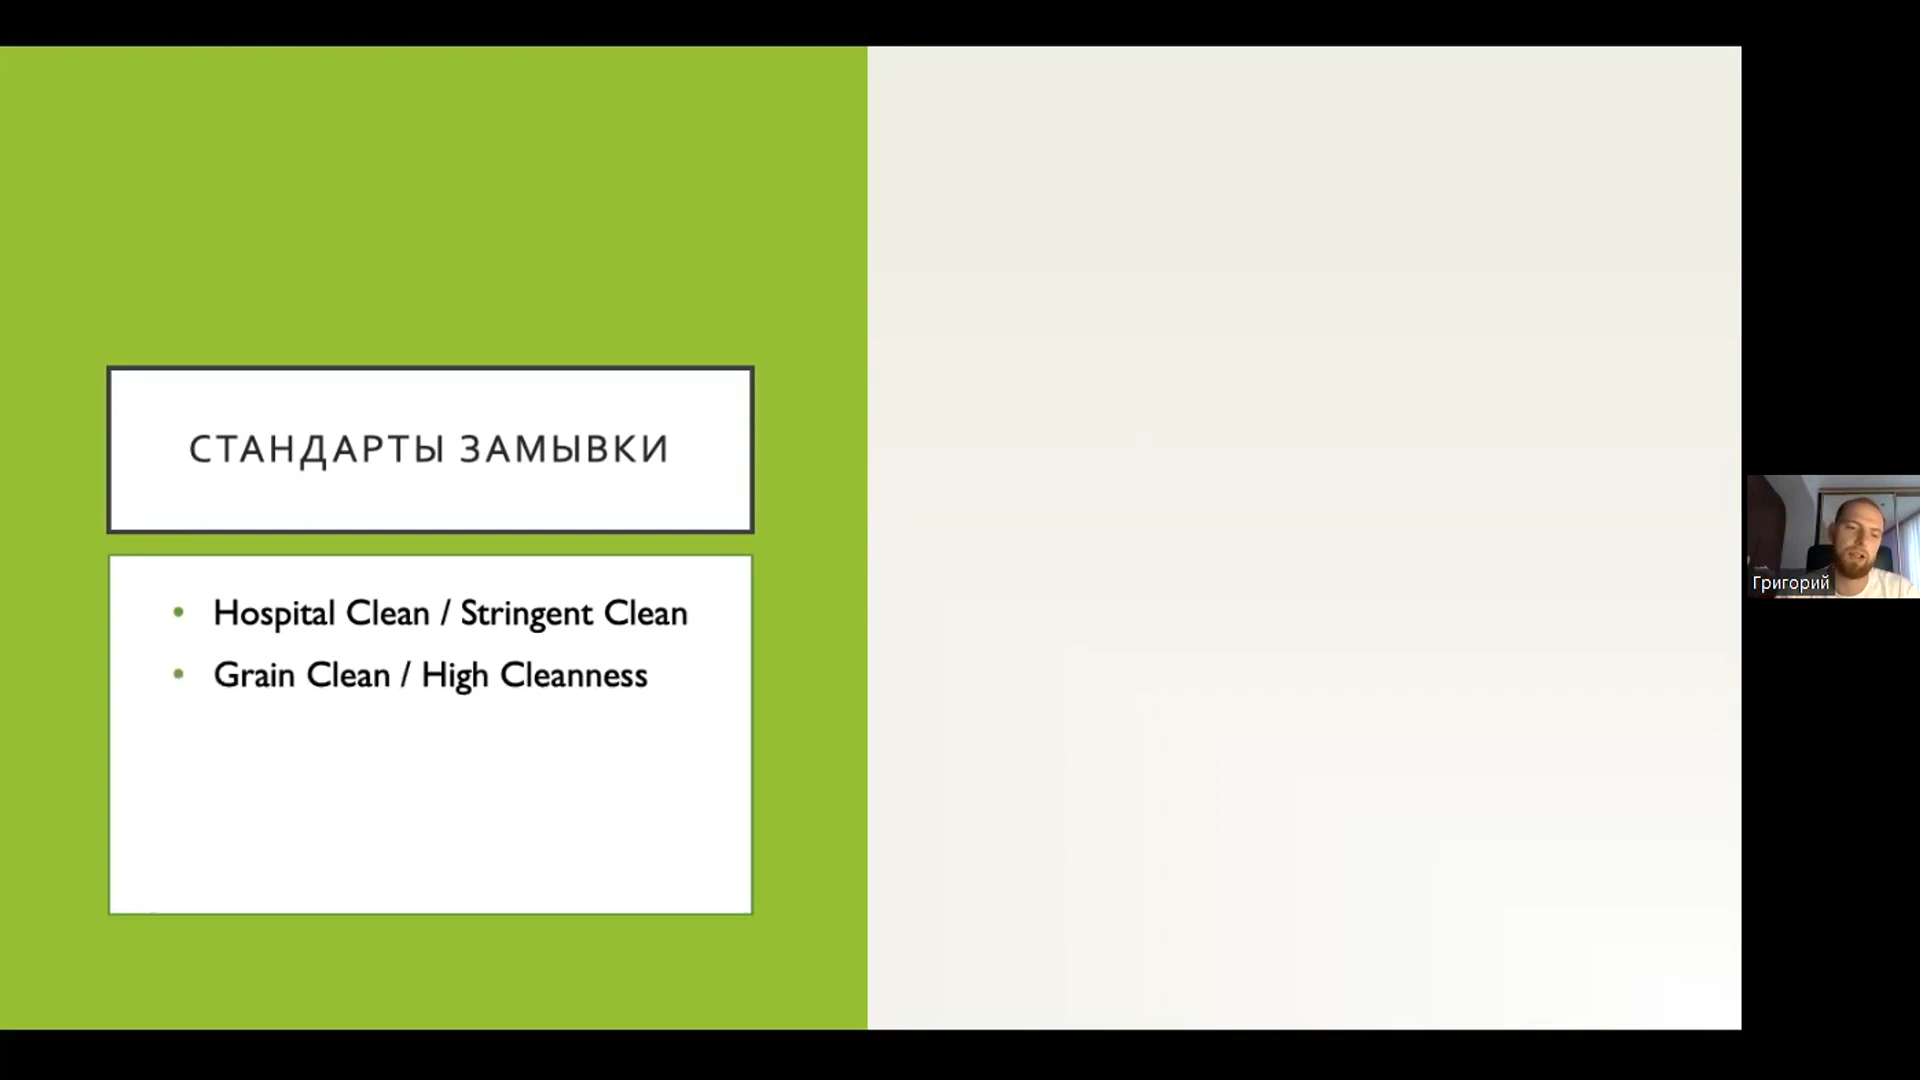 СТАНДАРТЫ ЗАМЫВКИ
• Hospital Clean / Stringent Clean
• Grain Clean / High Cleanness
Григорий